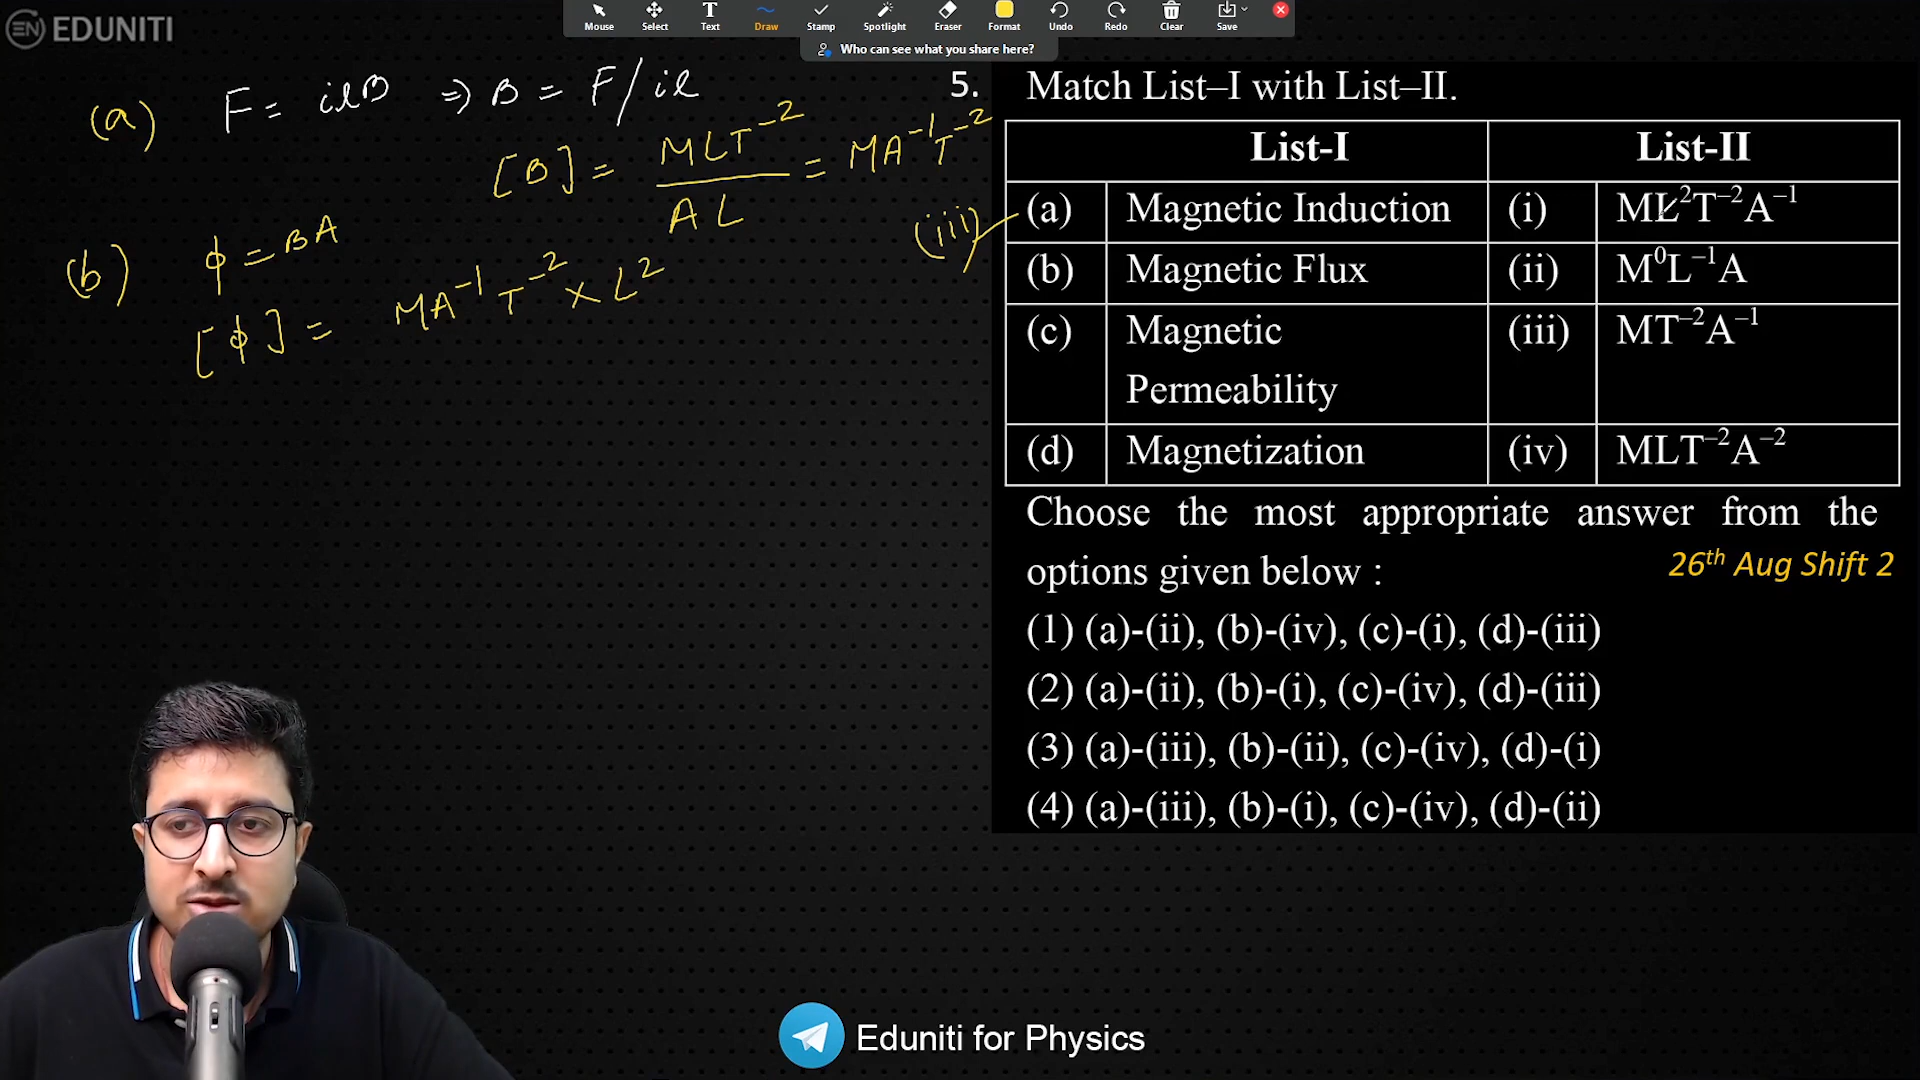 EN EDUNITI
Mouse Select Text Draw Stamp Spotlight Eraser Format Undo Redo Clear Save
Who can see what you share here?
(a) F = ilB ⇒ B = F/il
[B] = MLT⁻² / AL = MA⁻¹T⁻²
(iii)
(b) ϕ = BA
[ϕ] = MA⁻¹T⁻² × L²
5. Match List–I with List–II.
List-I List-II
(a) Magnetic Induction (i) ML²T⁻²A⁻¹
(b) Magnetic Flux (ii) M⁰L⁻¹A
(c) Magnetic (iii) MT⁻²A⁻¹
Permeability
(d) Magnetization (iv) MLT⁻²A⁻²
Choose the most appropriate answer from the
options given below :
26th Aug Shift 2
(1) (a)-(ii), (b)-(iv), (c)-(i), (d)-(iii)
(2) (a)-(ii), (b)-(i), (c)-(iv), (d)-(iii)
(3) (a)-(iii), (b)-(ii), (c)-(iv), (d)-(i)
(4) (a)-(iii), (b)-(i), (c)-(iv), (d)-(ii)
Eduniti for Physics